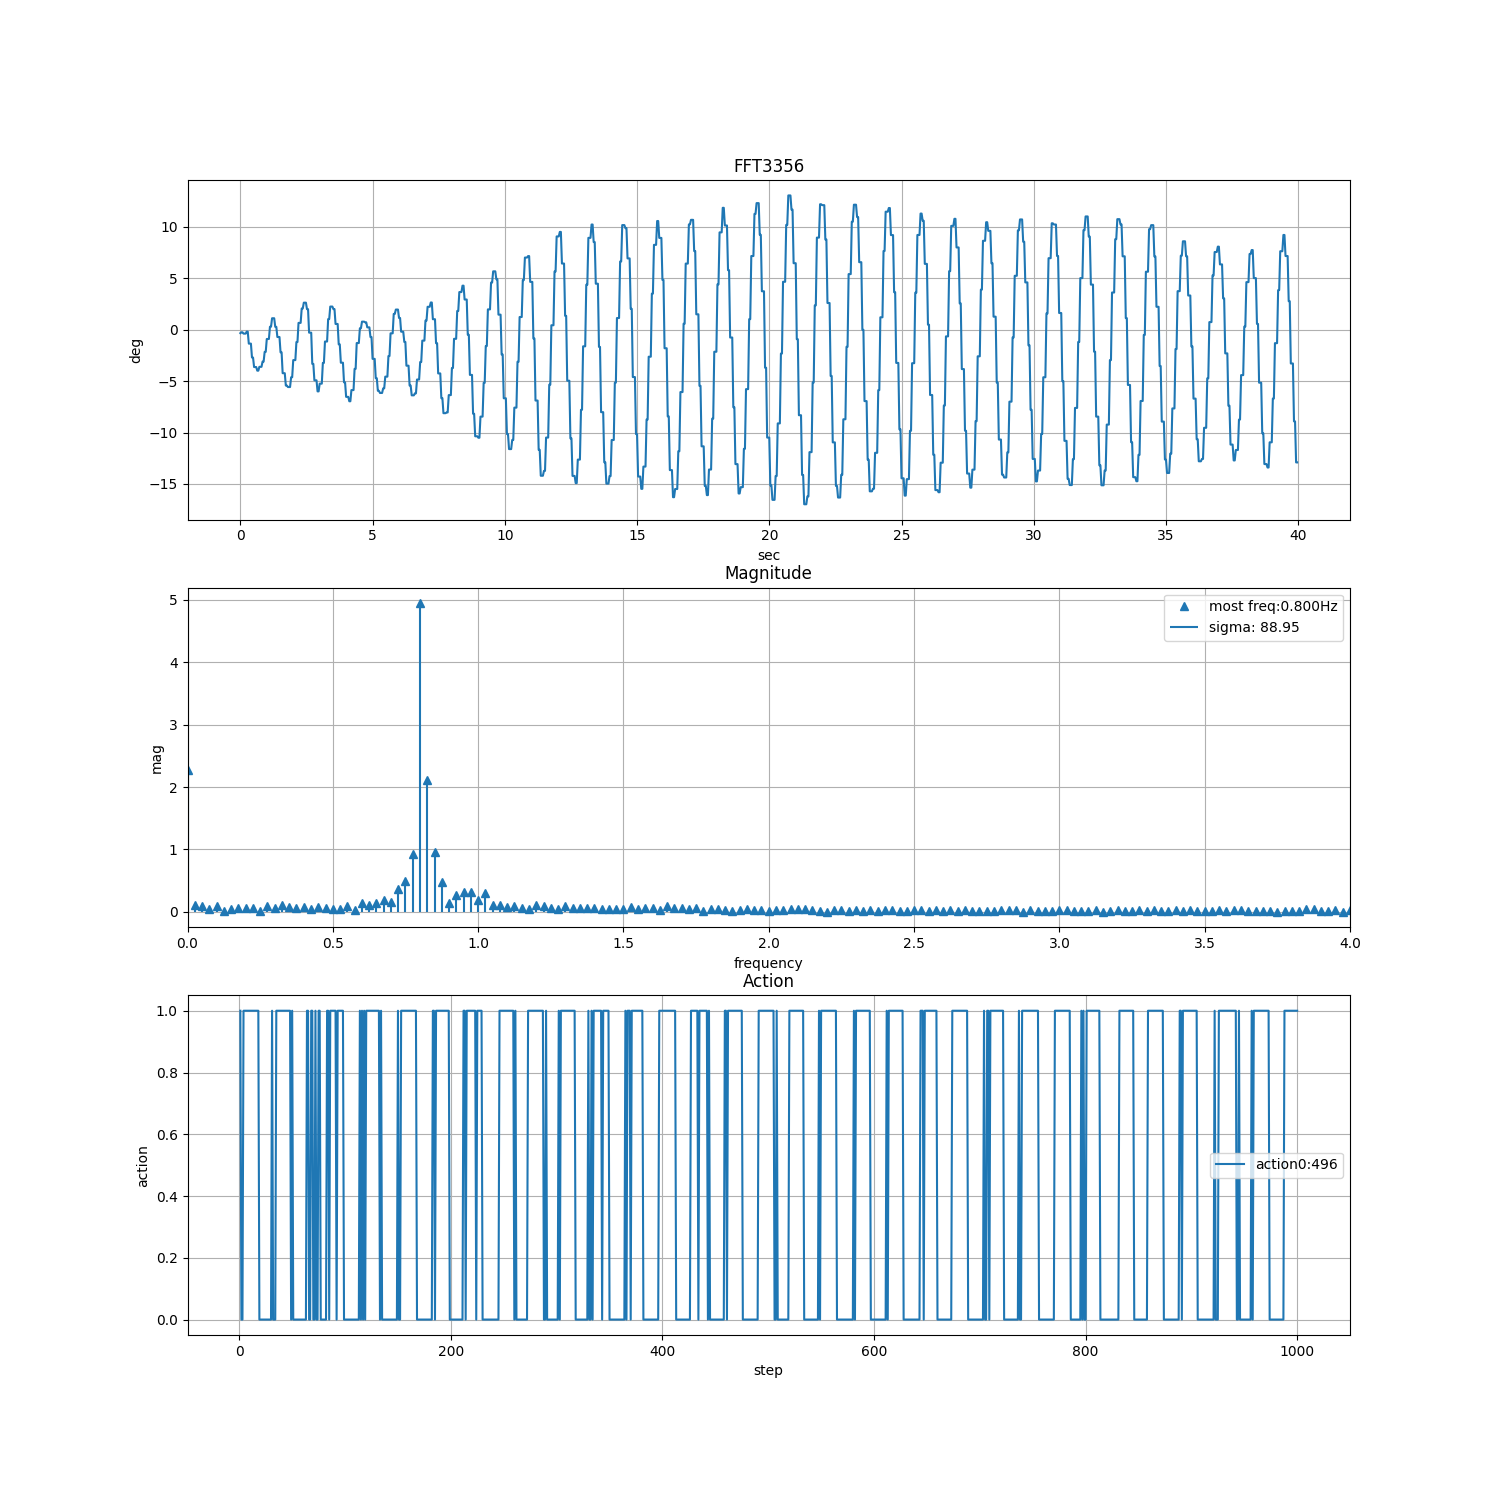 FFT3356
10
5
0
−5
−10
−15
deg
0 5 10 15 20 25 30 35 40
sec
Magnitude
5
4
3
2
1
0
mag
most freq:0.800Hz
sigma: 88.95
0.0 0.5 1.0 1.5 2.0 2.5 3.0 3.5 4.0
frequency
Action
1.0
0.8
0.6
0.4
0.2
0.0
action
action0:496
0 200 400 600 800 1000
step